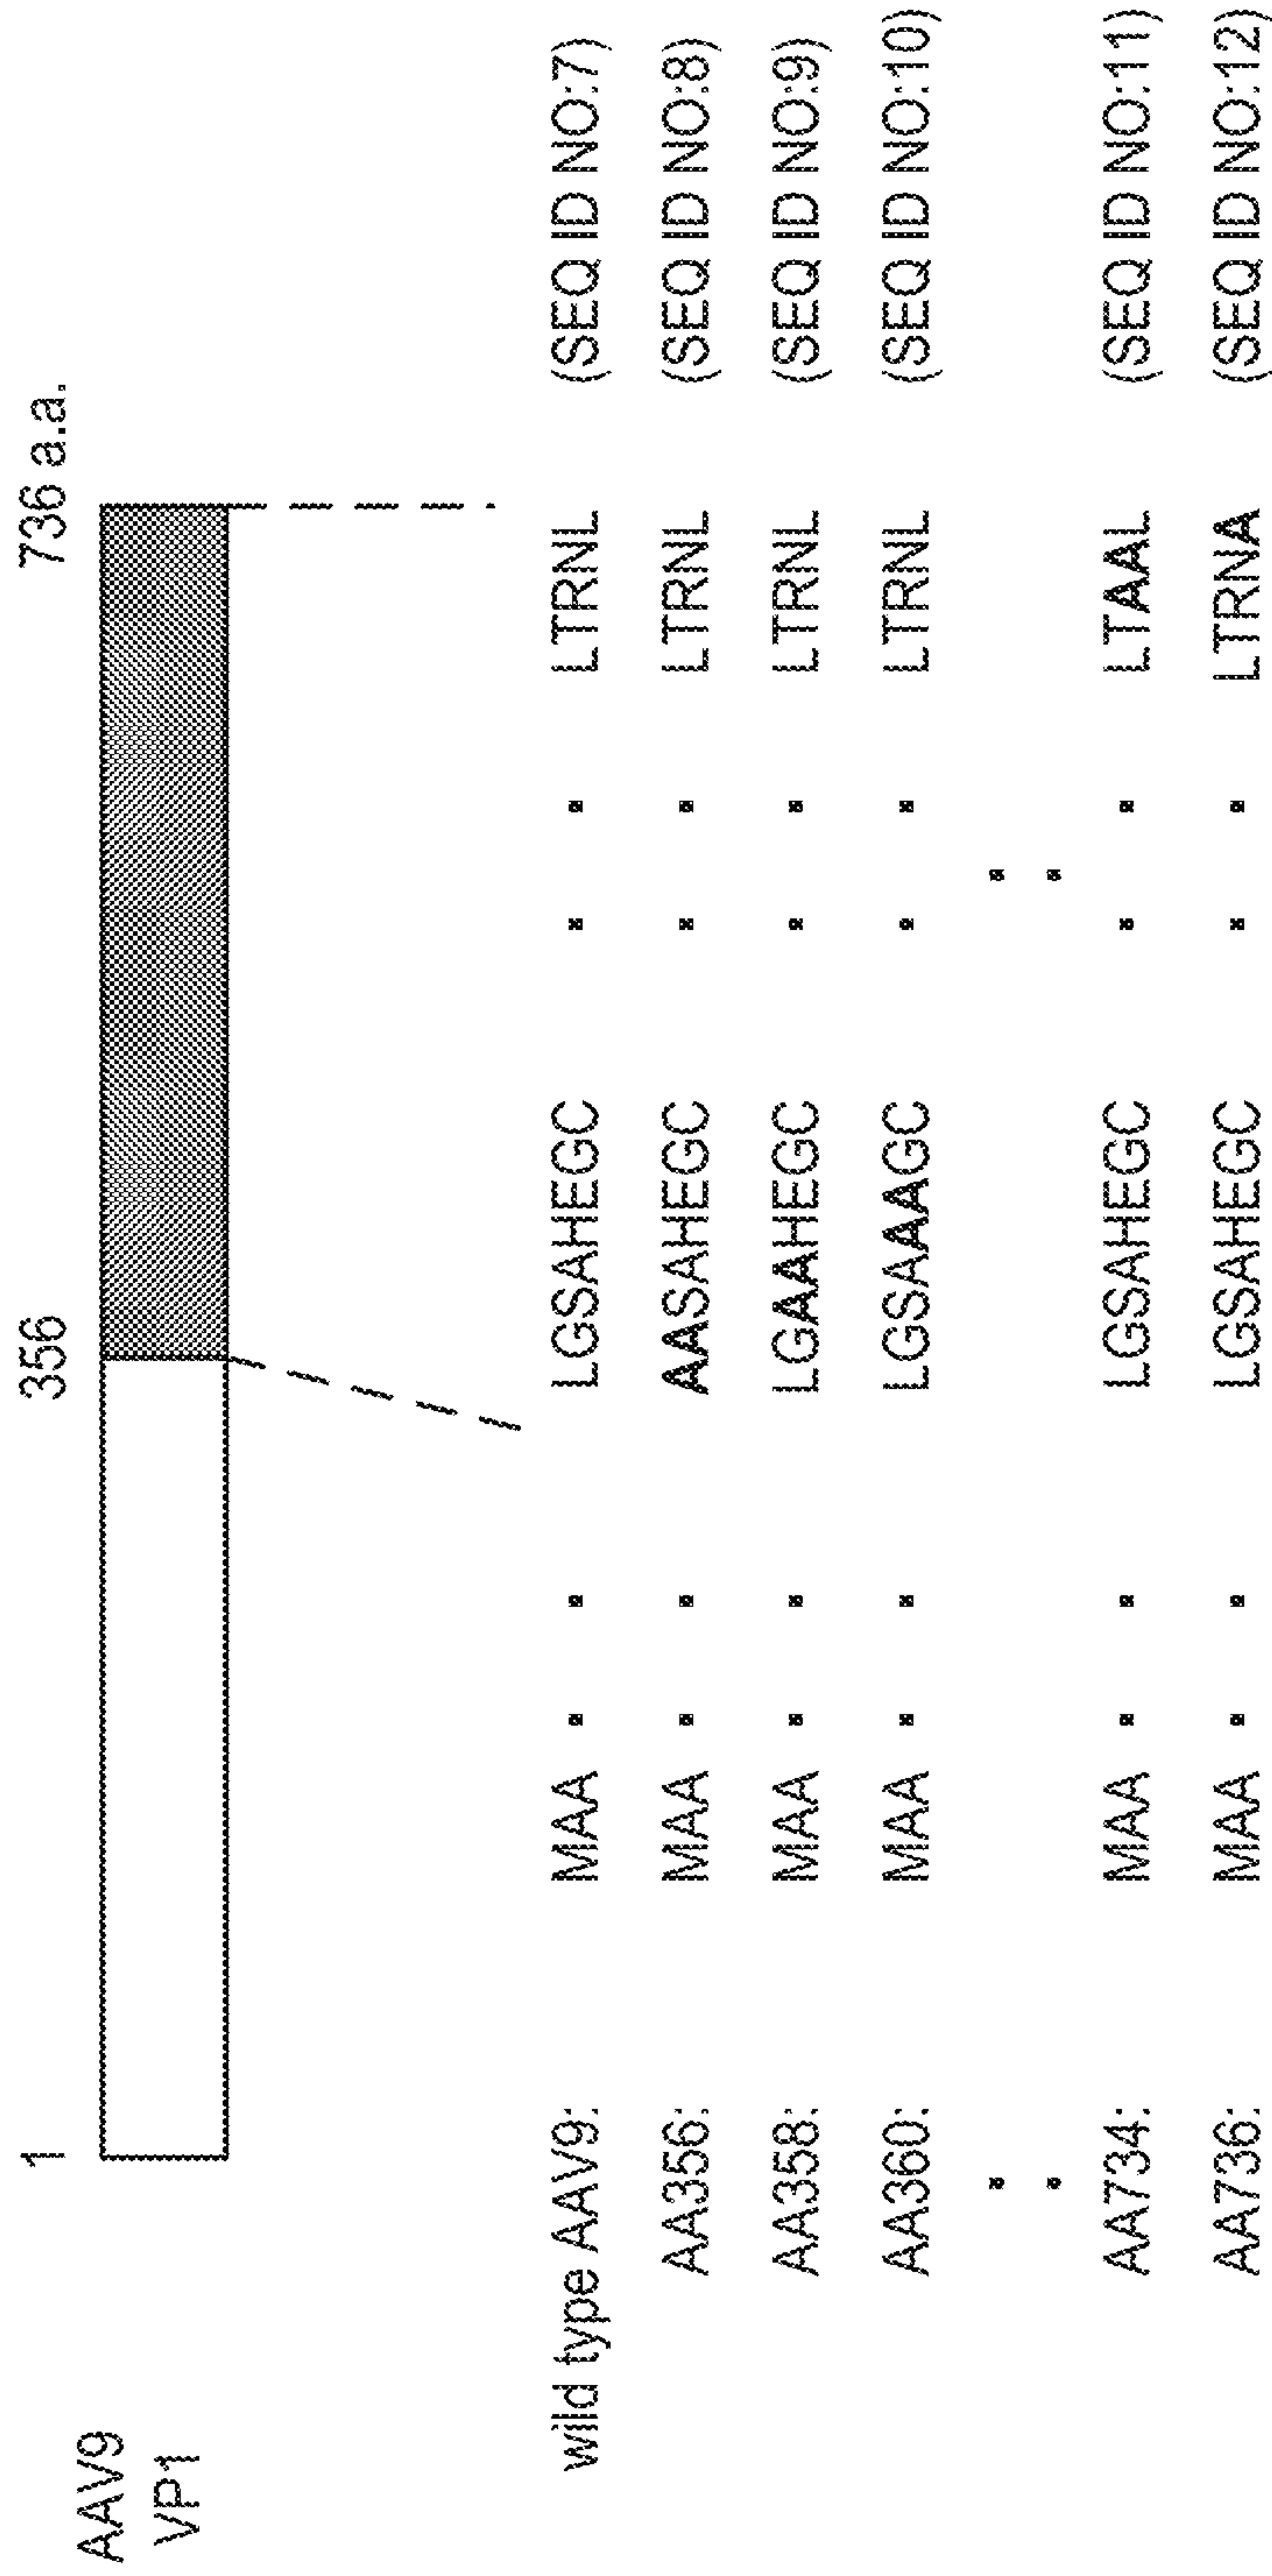 1 356 736 a.a.
AAV9
VP1
wild type AAV9: MAA . . LGSAHEGC . . LTRNL (SEQ ID NO:7)
AA356: MAA . . AASAHEGC . . LTRNL (SEQ ID NO:8)
AA358: MAA . . LGAAHEGC . . LTRNL (SEQ ID NO:9)
AA360: MAA . . LGSAAAGC . . LTRNL (SEQ ID NO:10)
AA734: MAA . . LGSAHEGC . . LTAAL (SEQ ID NO:11)
AA736: MAA . . LGSAHEGC . . LTRNA (SEQ ID NO:12)